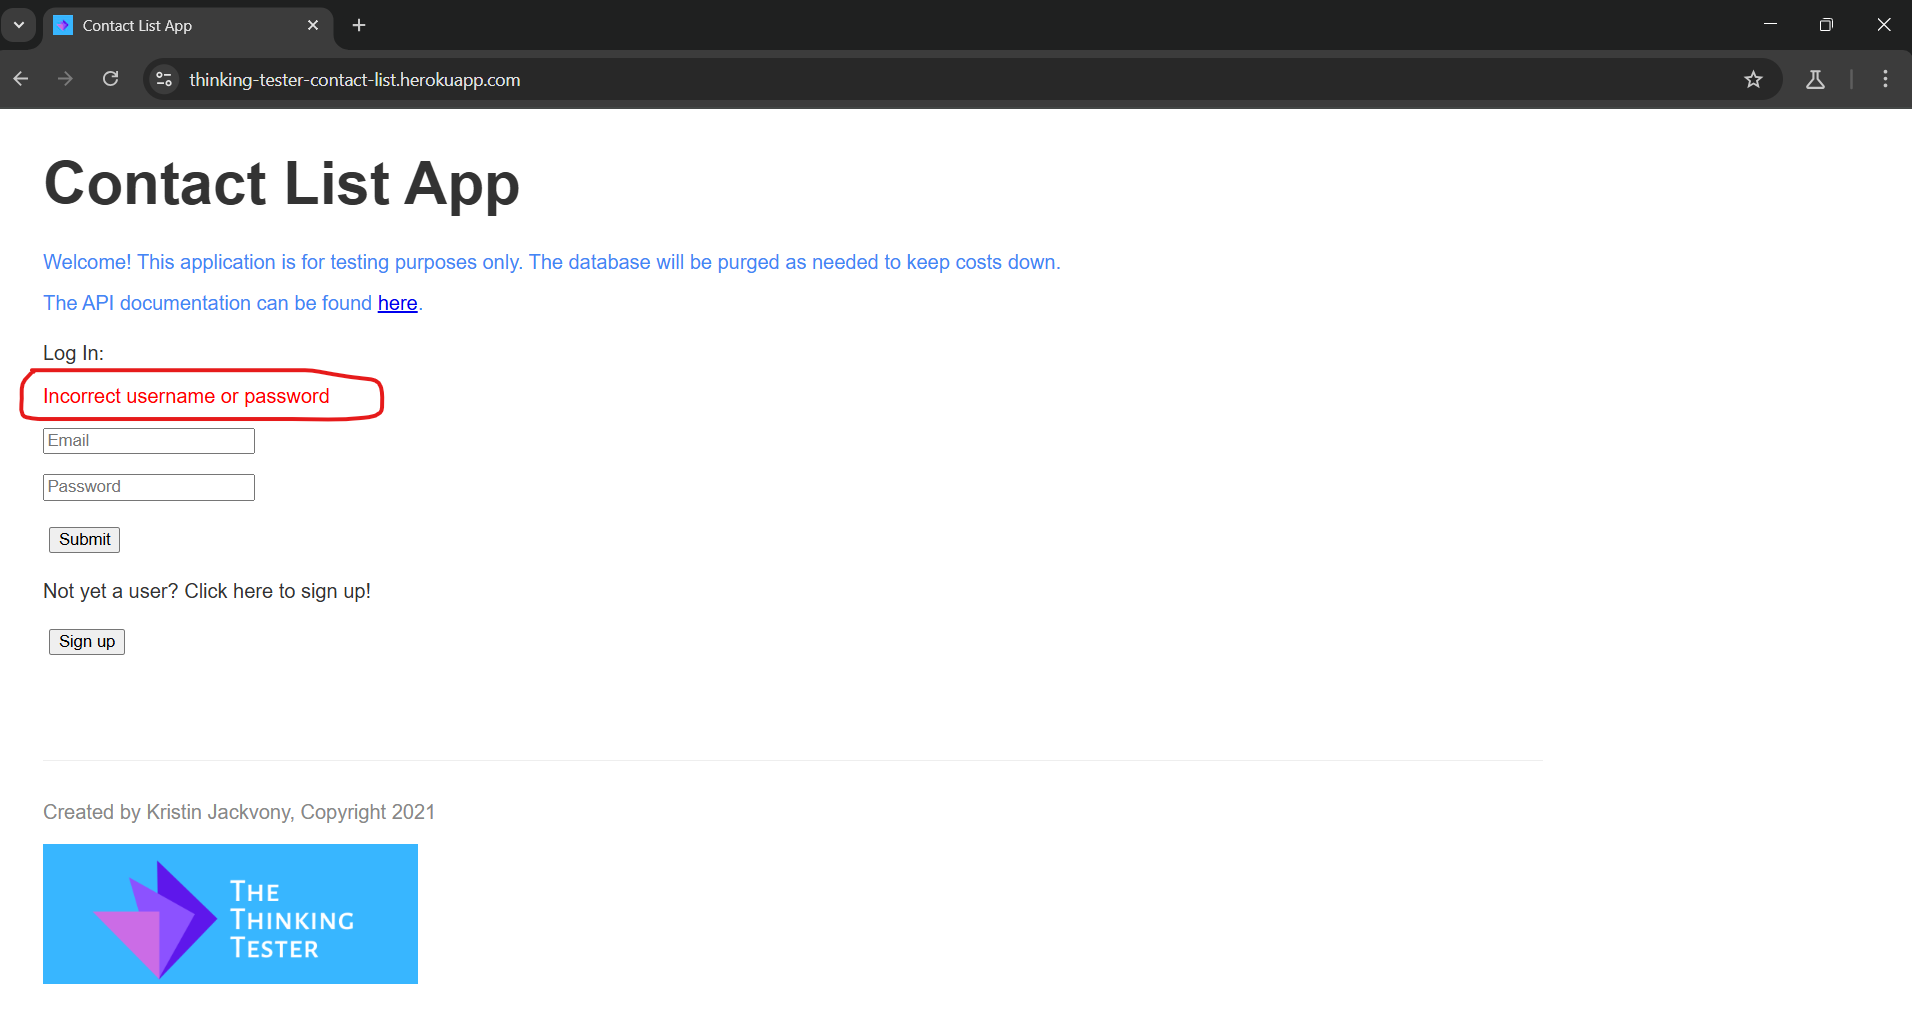 Contact List App
thinking-tester-contact-list.herokuapp.com
Contact List App
Welcome! This application is for testing purposes only. The database will be purged as needed to keep costs down.
The API documentation can be found here.
Log In:
Incorrect username or password
Email
Password
Submit
Not yet a user? Click here to sign up!
Sign up
Created by Kristin Jackvony, Copyright 2021
THE
THINKING
TESTER